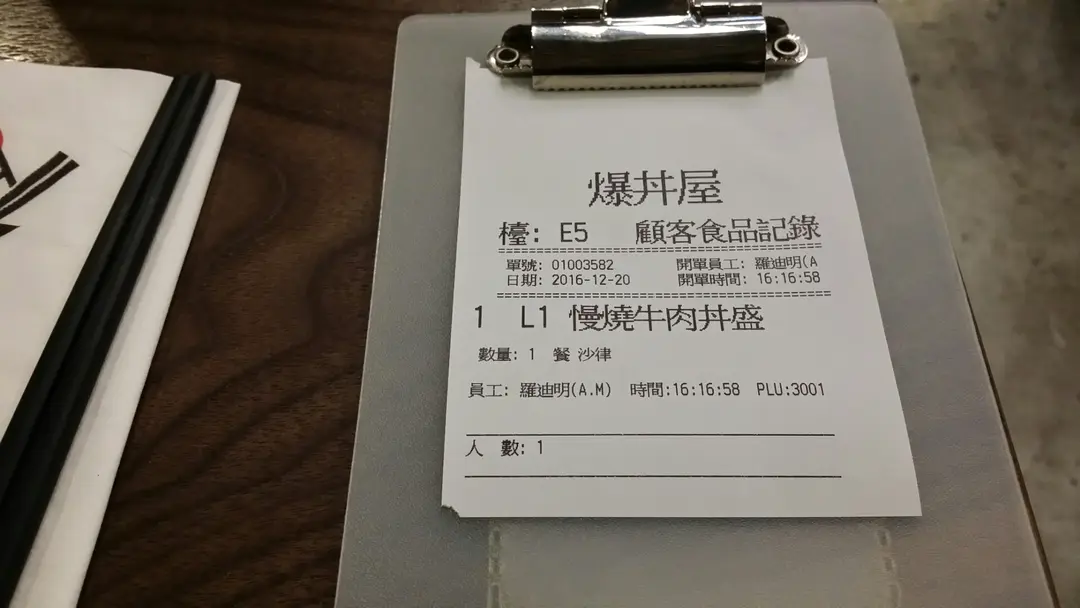 爆丼屋
檯: E5 顧客食品記錄
單號: 01003582 開單員工: 羅迪明(A
日期: 2016-12-20 開單時間: 16:16:58
1 L1 慢燒牛肉丼盛
數量: 1 餐 沙律
員工: 羅迪明(A.M) 時間:16:16:58 PLU:3001
人 數: 1